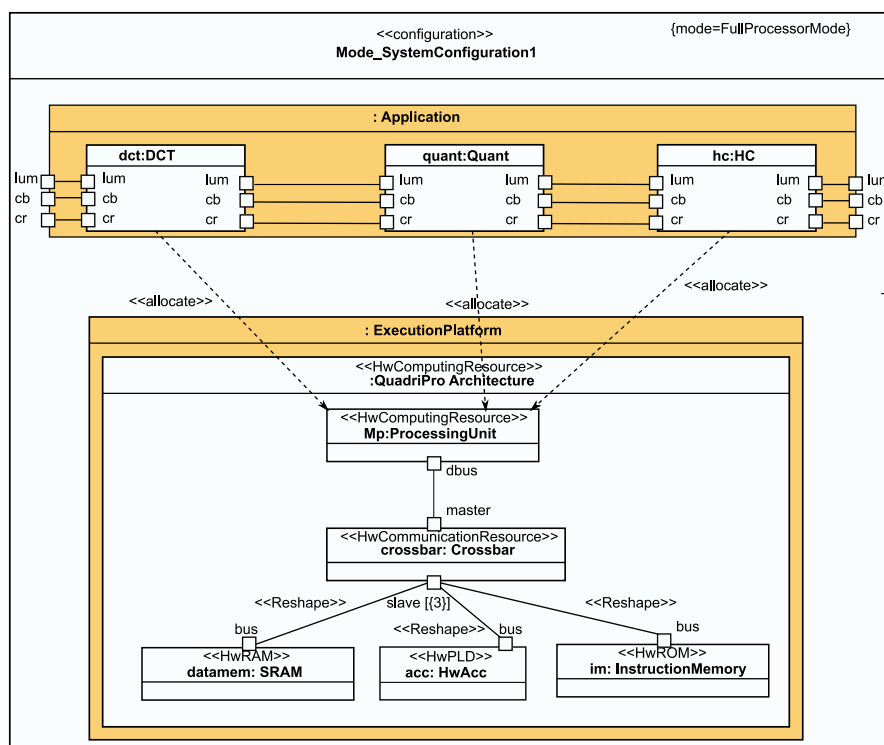 <<configuration>>
{mode=FullProcessorMode}
Mode_SystemConfiguration1
: Application
dct:DCT
quant:Quant
hc:HC
lum lum lum lum lum lum lum lum
cb cb cb cb cb cb cb cb
cr cr cr cr cr cr cr cr
<<allocate>>
<<allocate>>
<<allocate>>
: ExecutionPlatform
<<HwComputingResource>>
:QuadriPro Architecture
<<HwComputingResource>>
Mp:ProcessingUnit
dbus
master
<<HwCommunicationResource>>
crossbar: Crossbar
slave [{3}]
<<Reshape>>
<<Reshape>>
<<Reshape>>
bus
bus
bus
<<HwRAM>>
datamem: SRAM
<<HwPLD>>
acc: HwAcc
<<HwROM>>
im: InstructionMemory